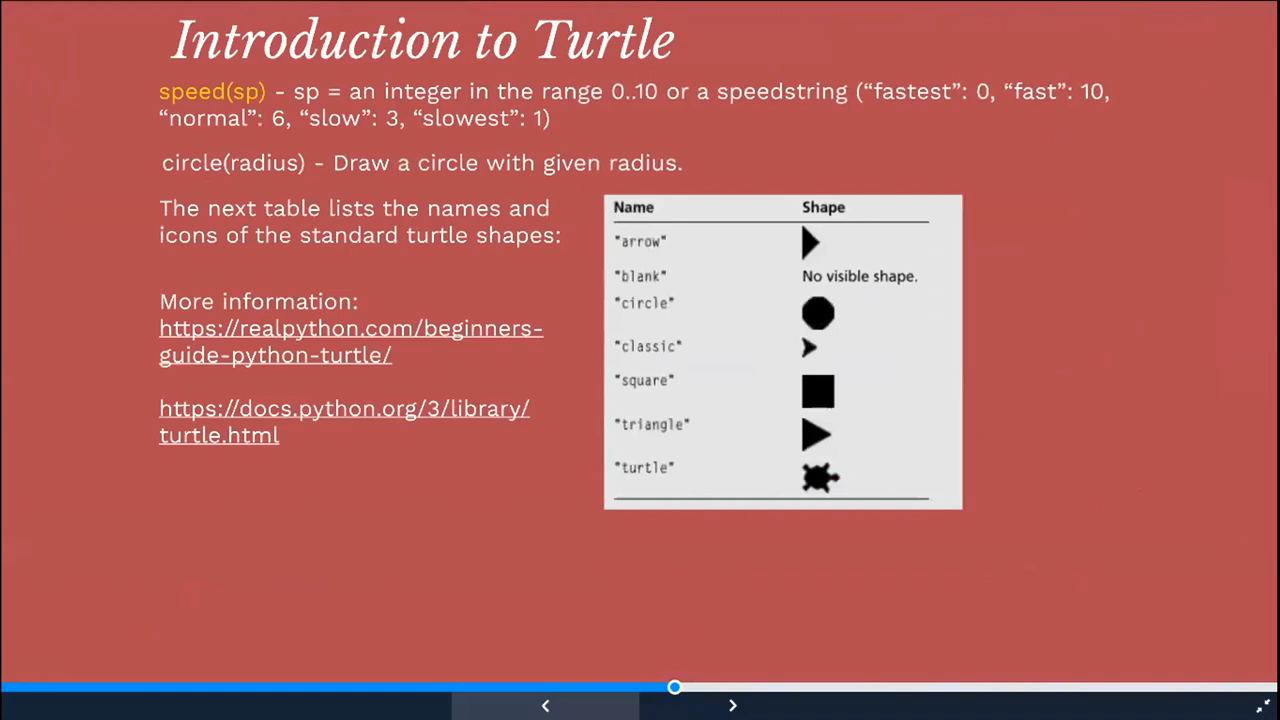 Introduction to Turtle
speed(sp) - sp = an integer in the range 0..10 or a speedstring (“fastest”: 0, “fast”: 10,
“normal”: 6, “slow”: 3, “slowest”: 1)
circle(radius) - Draw a circle with given radius.
The next table lists the names and
icons of the standard turtle shapes:
More information:
https://realpython.com/beginners-
guide-python-turtle/
https://docs.python.org/3/library/
turtle.html
Name Shape
"arrow"
"blank" No visible shape.
"circle"
"classic"
"square"
"triangle"
"turtle"